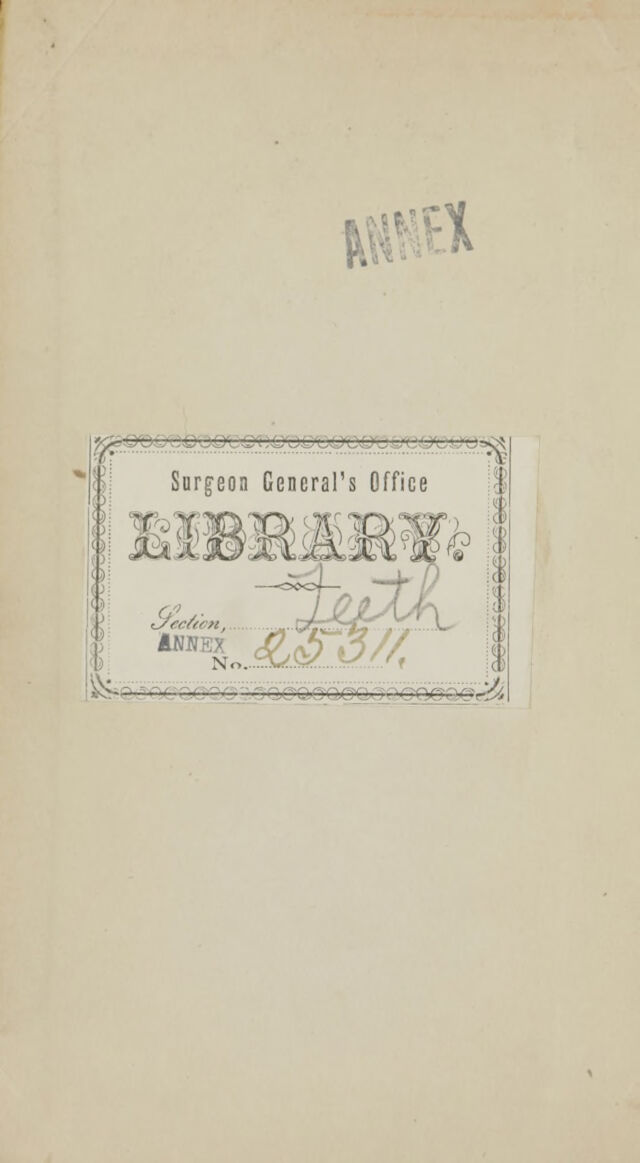 ANNEX
Surgeon General's Office
LIBRARY.
Section, Teeth
ANNEX
No. 25311.